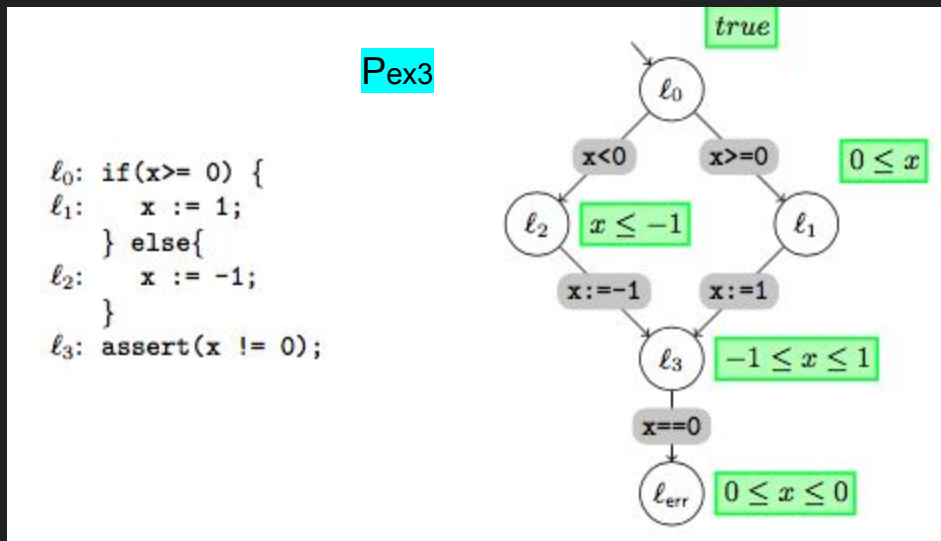 true
Pex3
ℓ0
x<0
x>=0
0 ≤ x
ℓ0: if(x>= 0) {
ℓ1: x := 1;
} else{
ℓ2: x := -1;
}
ℓ3: assert(x != 0);
ℓ2
x ≤ −1
ℓ1
x:=-1
x:=1
ℓ3
−1 ≤ x ≤ 1
x==0
ℓerr
0 ≤ x ≤ 0